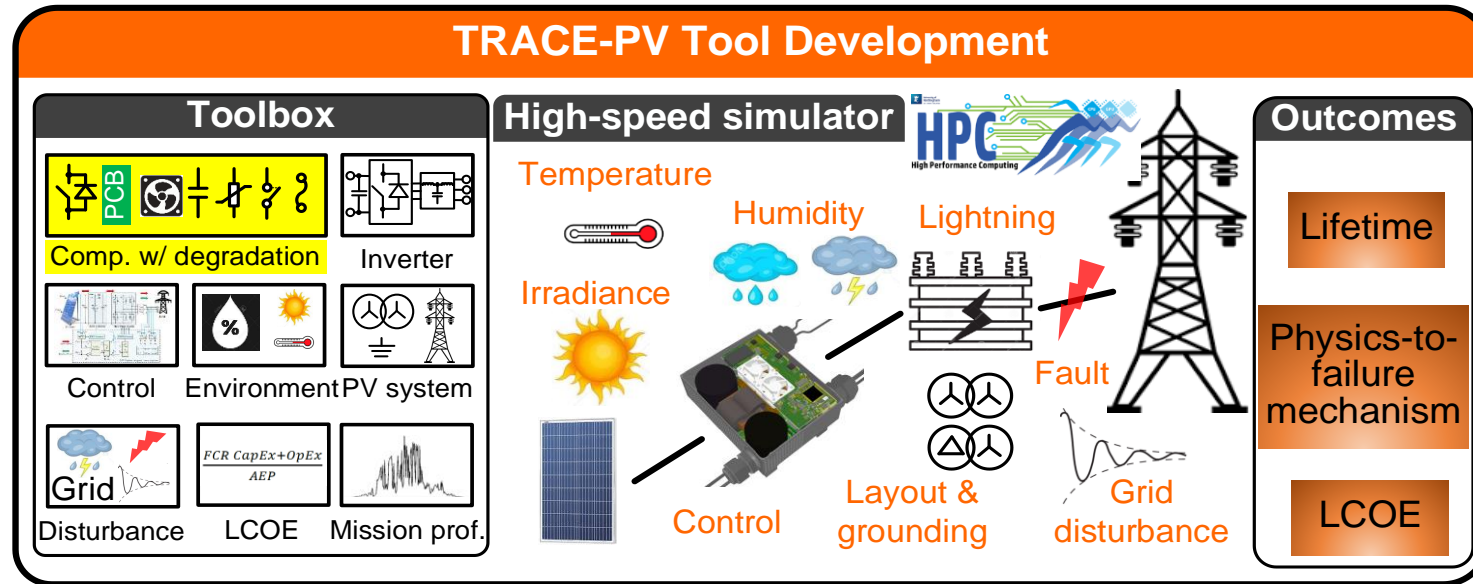 TRACE-PV Tool Development
Toolbox
PCB
Comp. w/ degradation
Inverter
Control
%
Environment
PV system
Grid
Disturbance
FCR CapEx+OpEx
AEP
LCOE
Mission prof.
High-speed simulator
HPC
High Performance Computing
Temperature
Humidity
Lightning
Irradiance
Fault
Control
Layout &
grounding
Grid
disturbance
Outcomes
Lifetime
Physics-to-
failure
mechanism
LCOE